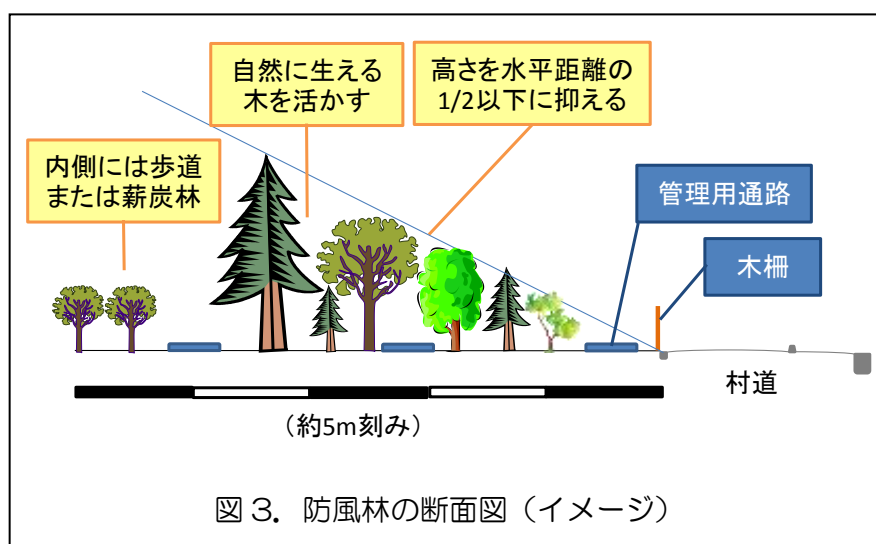 自然に生える
木を活かす
高さを水平距離の
1/2以下に抑える
内側には歩道
または薪炭林
管理用通路
木柵
村道
(約5m刻み)
図3. 防風林の断面図(イメージ)